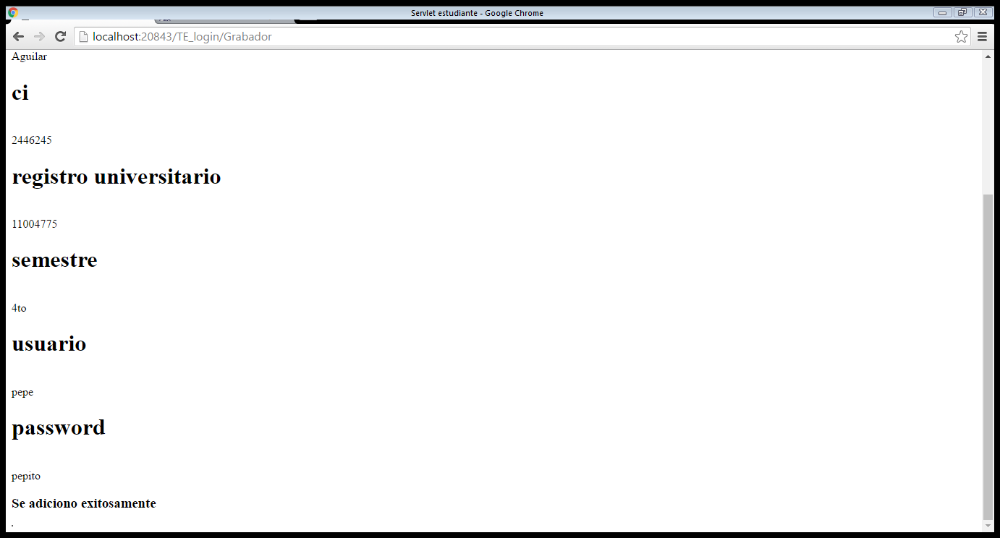 Servlet estudiante - Google Chrome
localhost:20843/TE_login/Grabador
Aguilar
ci
2446245
registro universitario
11004775
semestre
4to
usuario
pepe
password
pepito
Se adiciono exitosamente
.